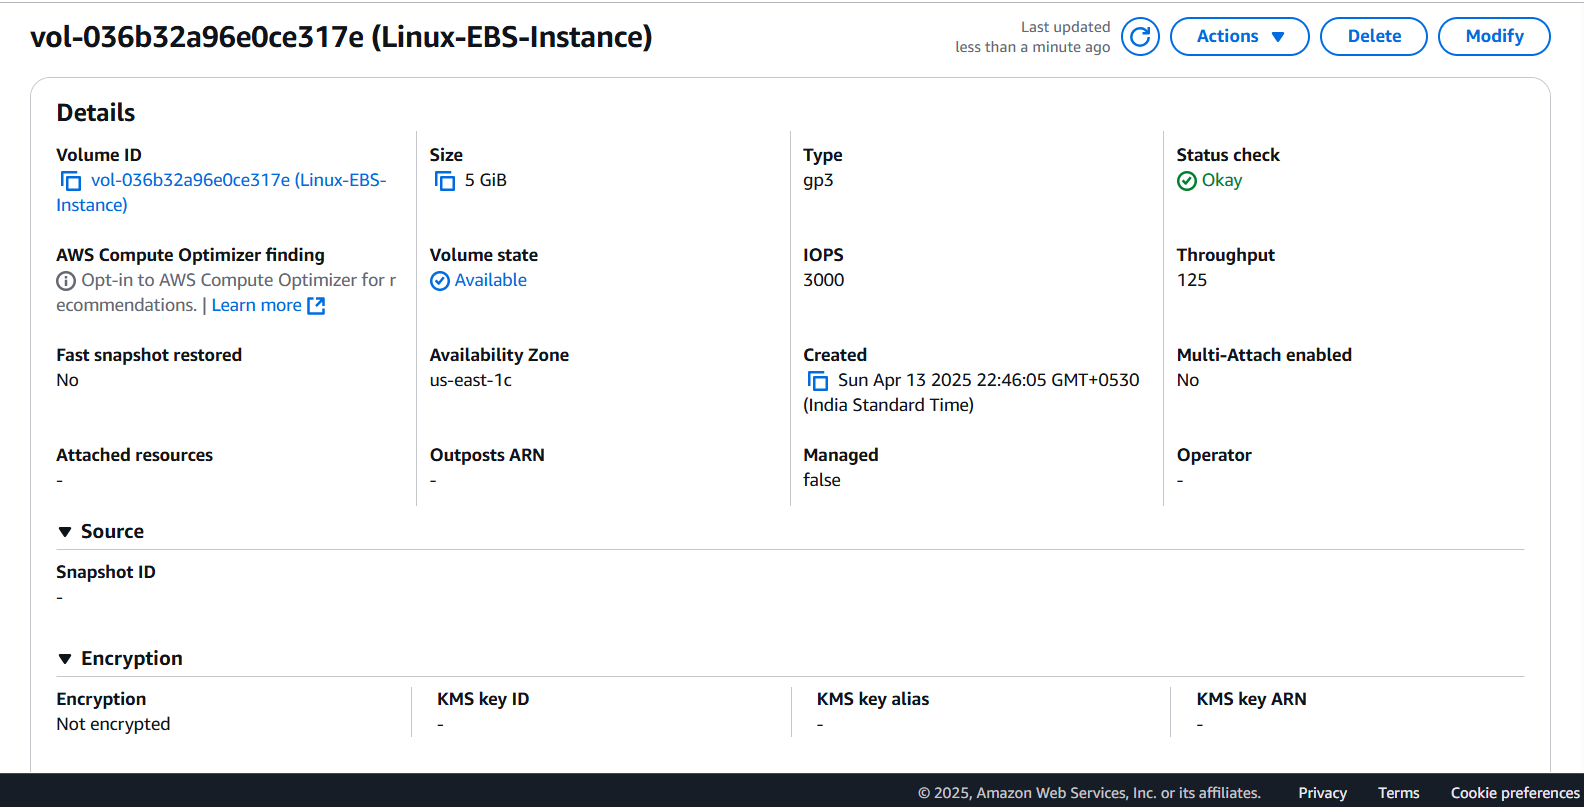 vol-036b32a96e0ce317e (Linux-EBS-Instance)
Last updated
less than a minute ago
Actions
Delete
Modify
Details
Volume ID
vol-036b32a96e0ce317e (Linux-EBS-
Instance)
Size
5 GiB
Type
gp3
Status check
Okay
AWS Compute Optimizer finding
Opt-in to AWS Compute Optimizer for r
ecommendations. | Learn more
Volume state
Available
IOPS
3000
Throughput
125
Fast snapshot restored
No
Availability Zone
us-east-1c
Created
Sun Apr 13 2025 22:46:05 GMT+0530
(India Standard Time)
Multi-Attach enabled
No
Attached resources
-
Outposts ARN
-
Managed
false
Operator
-
Source
Snapshot ID
-
Encryption
Encryption
Not encrypted
KMS key ID
-
KMS key alias
-
KMS key ARN
-
© 2025, Amazon Web Services, Inc. or its affiliates.
Privacy
Terms
Cookie preferences